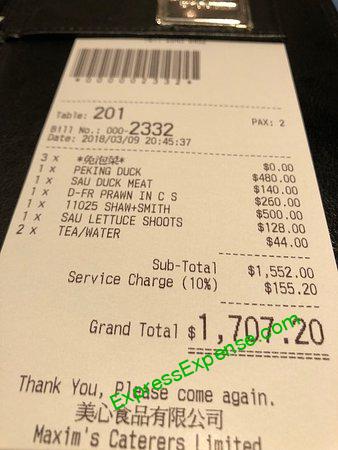 *000002332*
Table: 201 PAX: 2
Bill No.: 000-2332
Date: 2018/03/09 20:45:37
3 x *免泡菜* $0.00
1 x PEKING DUCK $480.00
1 x SAU DUCK MEAT $140.00
1 x D-FR PRAWN IN C S $260.00
1 x 11025 SHAW+SMITH $500.00
1 x SAU LETTUCE SHOOTS $128.00
2 x TEA/WATER $44.00
Sub-Total $1,552.00
Service Charge (10%) $155.20
Grand Total $1,707.20
ExpressExpense.com
Thank You, Please come again.
美心食品有限公司
Maxim's Caterers Limited